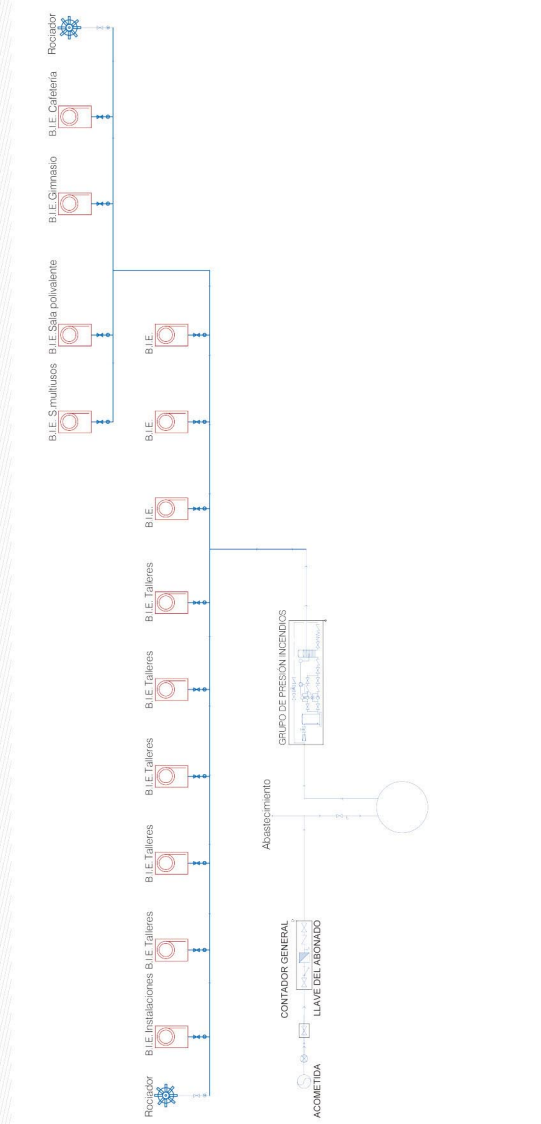 Rociador
B.I.E. Cafetería
B.I.E. Gimnasio
B.I.E. Sala polivalente
B.I.E. S.multiusos
B.I.E.
B.I.E.
B.I.E.
B.I.E. Talleres
B.I.E. Talleres
B.I.E. Talleres
B.I.E. Talleres
B.I.E. Talleres
B.I.E. Instalaciones
Rociador
GRUPO DE PRESIÓN INCENDIOS
Abastecimiento
CONTADOR GENERAL
LLAVE DEL ABONADO
ACOMETIDA